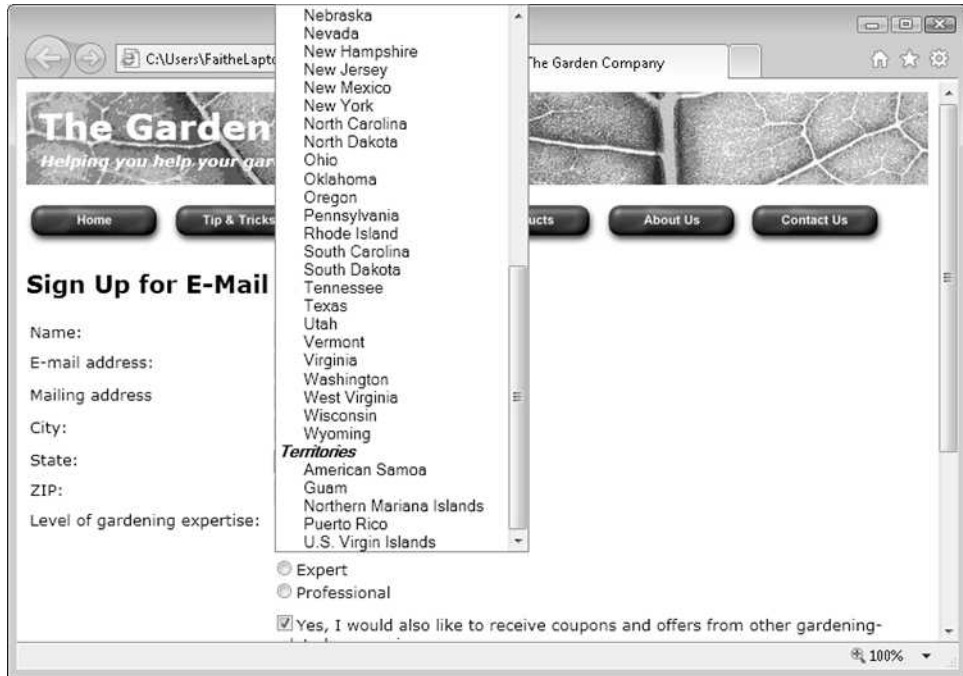 C:\Users\FaitheLapto
The Garden Company
The Garden
Helping you help your gar
Home
Tip & Tricks
ucts
About Us
Contact Us
Sign Up for E-Mail
Name:
E-mail address:
Mailing address
City:
State:
ZIP:
Level of gardening expertise:
Nebraska
Nevada
New Hampshire
New Jersey
New Mexico
New York
North Carolina
North Dakota
Ohio
Oklahoma
Oregon
Pennsylvania
Rhode Island
South Carolina
South Dakota
Tennessee
Texas
Utah
Vermont
Virginia
Washington
West Virginia
Wisconsin
Wyoming
Territories
American Samoa
Guam
Northern Mariana Islands
Puerto Rico
U.S. Virgin Islands
Expert
Professional
Yes, I would also like to receive coupons and offers from other gardening-
100%